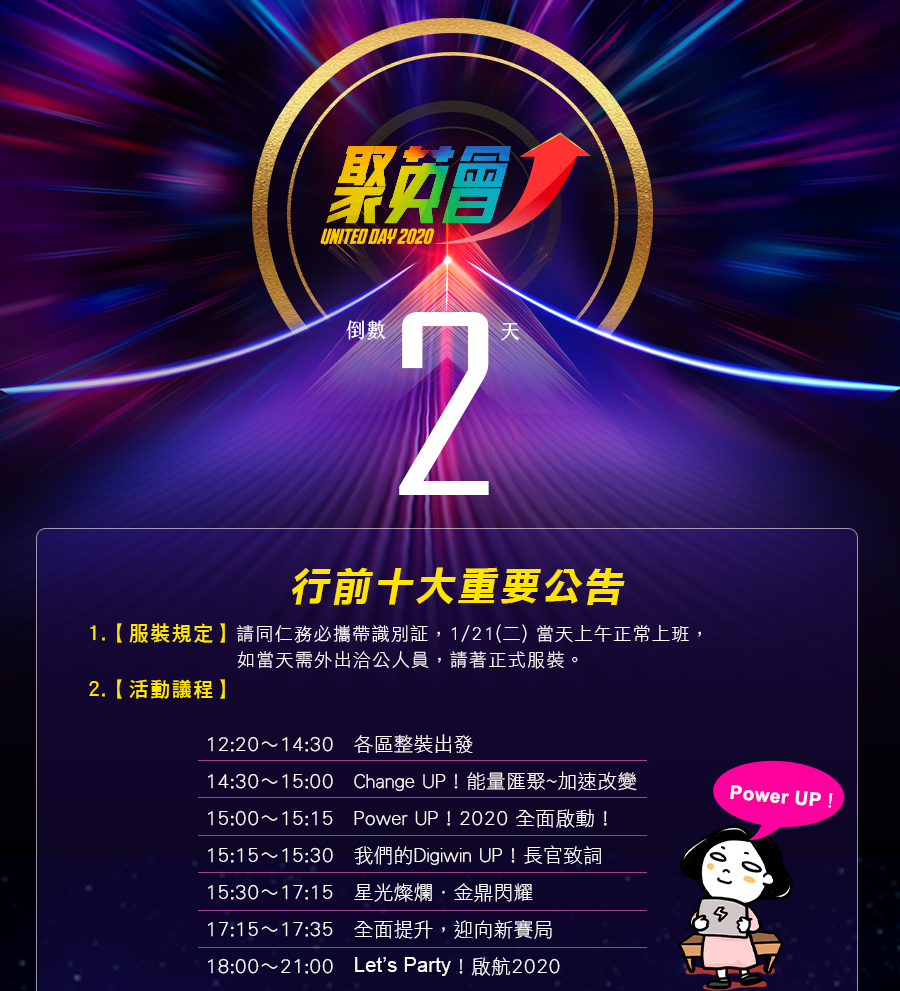 聚英會
UNITED DAY 2020
倒數 2 天
行前十大重要公告
1.【服裝規定】請同仁務必攜帶識別証，1/21(二) 當天上午正常上班，
如當天需外出洽公人員，請著正式服裝。
2.【活動議程】
12:20～14:30 各區整裝出發
14:30～15:00 Change UP！能量匯聚~加速改變
Power UP！
15:00～15:15 Power UP！2020 全面啟動！
15:15～15:30 我們的Digiwin UP！長官致詞
15:30～17:15 星光燦爛．金鼎閃耀
17:15～17:35 全面提升，迎向新賽局
18:00～21:00 Let's Party！啟航2020